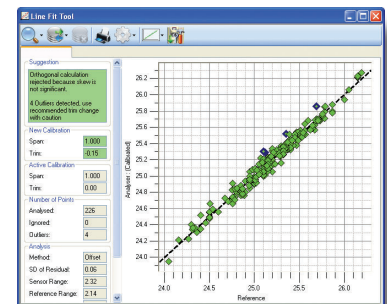 Line Fit Tool
Suggestion
Orthogonal calculation
rejected because skew is
not significant.
4 Outliers detected, use
recommended trim change
with caution
New Calibration
Span: 1.000
Trim: -0.15
Active Calibration
Span: 1.000
Trim: 0.00
Number of Points
Analysed: 226
Ignored: 0
Outliers: 4
Analysis
Method: Offset
SD of Residual: 0.06
Sensor Range: 2.32
Reference Range: 2.14
Analyser: (Calibrated)
26.2
26.0
25.8
25.6
25.4
25.2
25.0
24.8
24.6
24.4
24.2
24.0
24.0 24.5 25.0 25.5 26.0
Reference